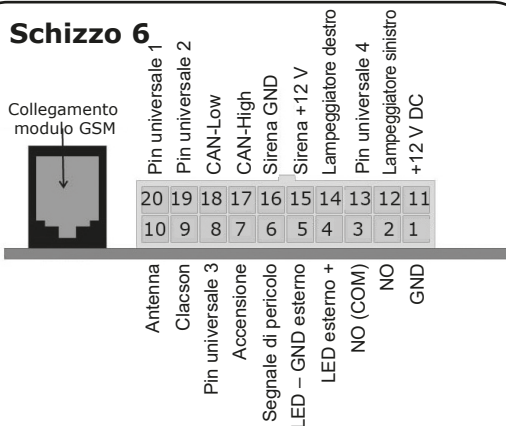 Schizzo 6
Collegamento
modulo GSM
Pin universale 1
Pin universale 2
CAN-Low
CAN-High
Sirena GND
Sirena +12 V
Lampeggiatore destro
Pin universale 4
Lampeggiatore sinistro
+12 V DC
20 19 18 17 16 15 14 13 12 11
10 9 8 7 6 5 4 3 2 1
Antenna
Clacson
Pin universale 3
Accensione
Segnale di pericolo
LED – GND esterno
LED esterno +
NO (COM)
NO
GND